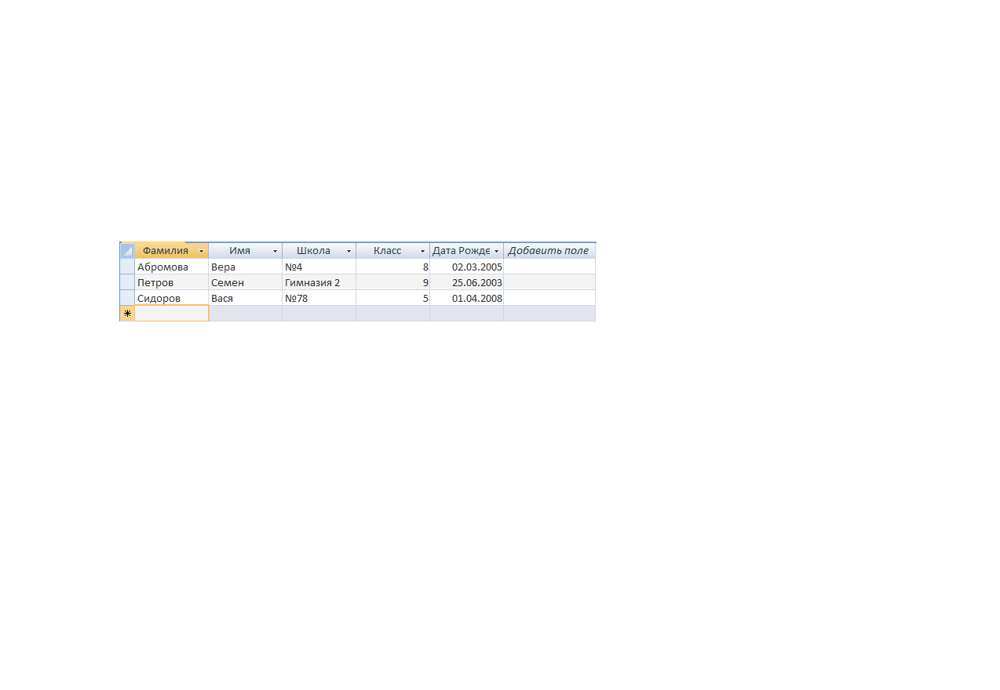 Фамилия Имя Школа Класс Дата Рожде Добавить поле
Абромова Вера №4 8 02.03.2005
Петров Семен Гимназия 2 9 25.06.2003
Сидоров Вася №78 5 01.04.2008